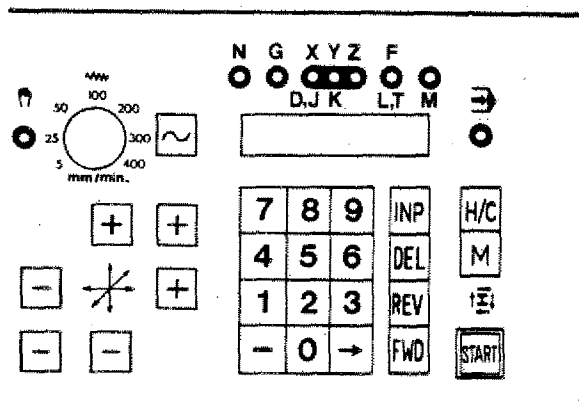 N G X Y Z F
D,J K L,T M
100
50 200
25 300
5 400
mm/min.
7 8 9 INP H/C
4 5 6 DEL M
1 2 3 REV
- 0 → FWD START
+ +
- +
- -